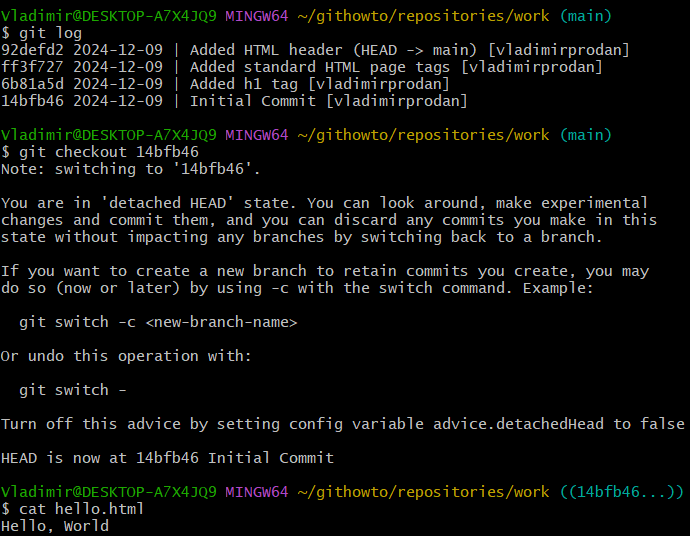 Vladimir@DESKTOP-A7X4JQ9 MINGW64 ~/githowto/repositories/work (main)
$ git log
92defd2 2024-12-09 | Added HTML header (HEAD -> main) [vladimirprodan]
ff3f727 2024-12-09 | Added standard HTML page tags [vladimirprodan]
6b81a5d 2024-12-09 | Added h1 tag [vladimirprodan]
14bfb46 2024-12-09 | Initial Commit [vladimirprodan]
Vladimir@DESKTOP-A7X4JQ9 MINGW64 ~/githowto/repositories/work (main)
$ git checkout 14bfb46
Note: switching to '14bfb46'.
You are in 'detached HEAD' state. You can look around, make experimental
changes and commit them, and you can discard any commits you make in this
state without impacting any branches by switching back to a branch.
If you want to create a new branch to retain commits you create, you may
do so (now or later) by using -c with the switch command. Example:
git switch -c <new-branch-name>
Or undo this operation with:
git switch -
Turn off this advice by setting config variable advice.detachedHead to false
HEAD is now at 14bfb46 Initial Commit
Vladimir@DESKTOP-A7X4JQ9 MINGW64 ~/githowto/repositories/work ((14bfb46...))
$ cat hello.html
Hello, World